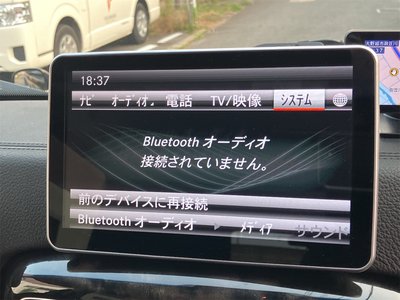 18:37
ナビ オーディオ 電話 TV/映像 システム
Bluetooth オーディオ
接続されていません。
前のデバイスに再接続
Bluetooth オーディオ ▶ メディア サウンド